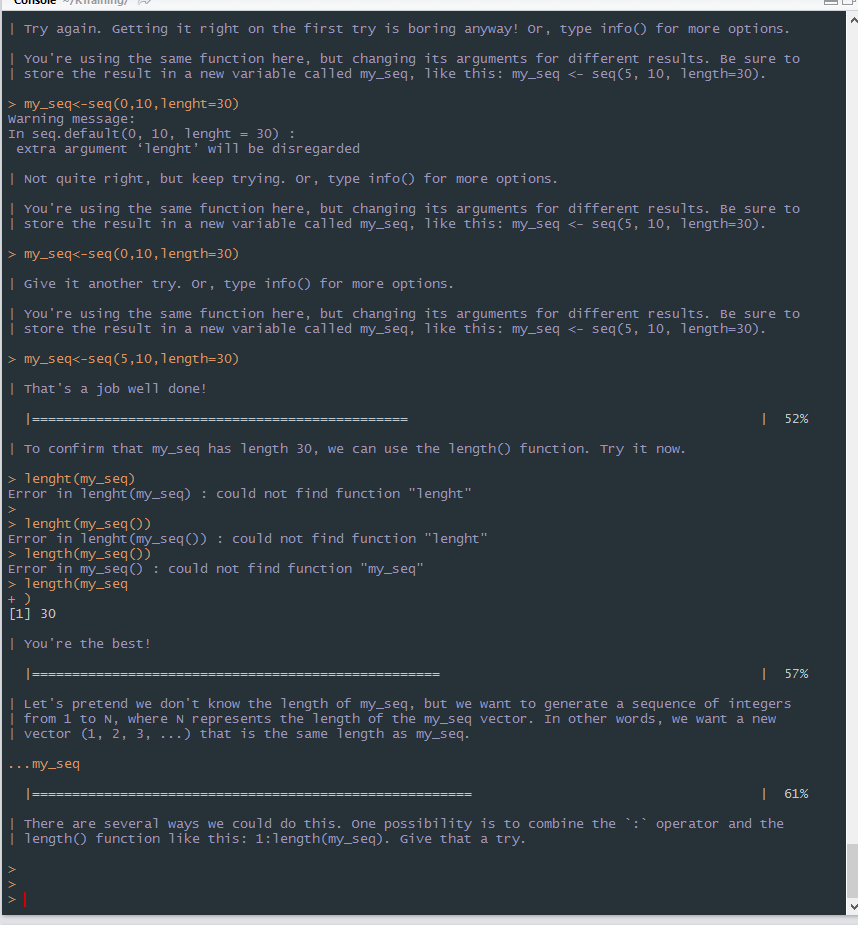 Console ~/RTraining/
| Try again. Getting it right on the first try is boring anyway! Or, type info() for more options.
| You're using the same function here, but changing its arguments for different results. Be sure to
| store the result in a new variable called my_seq, like this: my_seq <- seq(5, 10, length=30).
> my_seq<-seq(0,10,lenght=30)
Warning message:
In seq.default(0, 10, lenght = 30) :
 extra argument ‘lenght’ will be disregarded
| Not quite right, but keep trying. Or, type info() for more options.
| You're using the same function here, but changing its arguments for different results. Be sure to
| store the result in a new variable called my_seq, like this: my_seq <- seq(5, 10, length=30).
> my_seq<-seq(0,10,length=30)
| Give it another try. Or, type info() for more options.
| You're using the same function here, but changing its arguments for different results. Be sure to
| store the result in a new variable called my_seq, like this: my_seq <- seq(5, 10, length=30).
> my_seq<-seq(5,10,length=30)
| That's a job well done!
|=============================================== | 52%
| To confirm that my_seq has length 30, we can use the length() function. Try it now.
> lenght(my_seq)
Error in lenght(my_seq) : could not find function "lenght"
>
> lenght(my_seq())
Error in lenght(my_seq()) : could not find function "lenght"
> length(my_seq())
Error in my_seq() : could not find function "my_seq"
> length(my_seq
+ )
[1] 30
| You're the best!
|=================================================== | 57%
| Let's pretend we don't know the length of my_seq, but we want to generate a sequence of integers
| from 1 to N, where N represents the length of the my_seq vector. In other words, we want a new
| vector (1, 2, 3, ...) that is the same length as my_seq.
...my_seq
|======================================================= | 61%
| There are several ways we could do this. One possibility is to combine the `:` operator and the
| length() function like this: 1:length(my_seq). Give that a try.
>
>
>